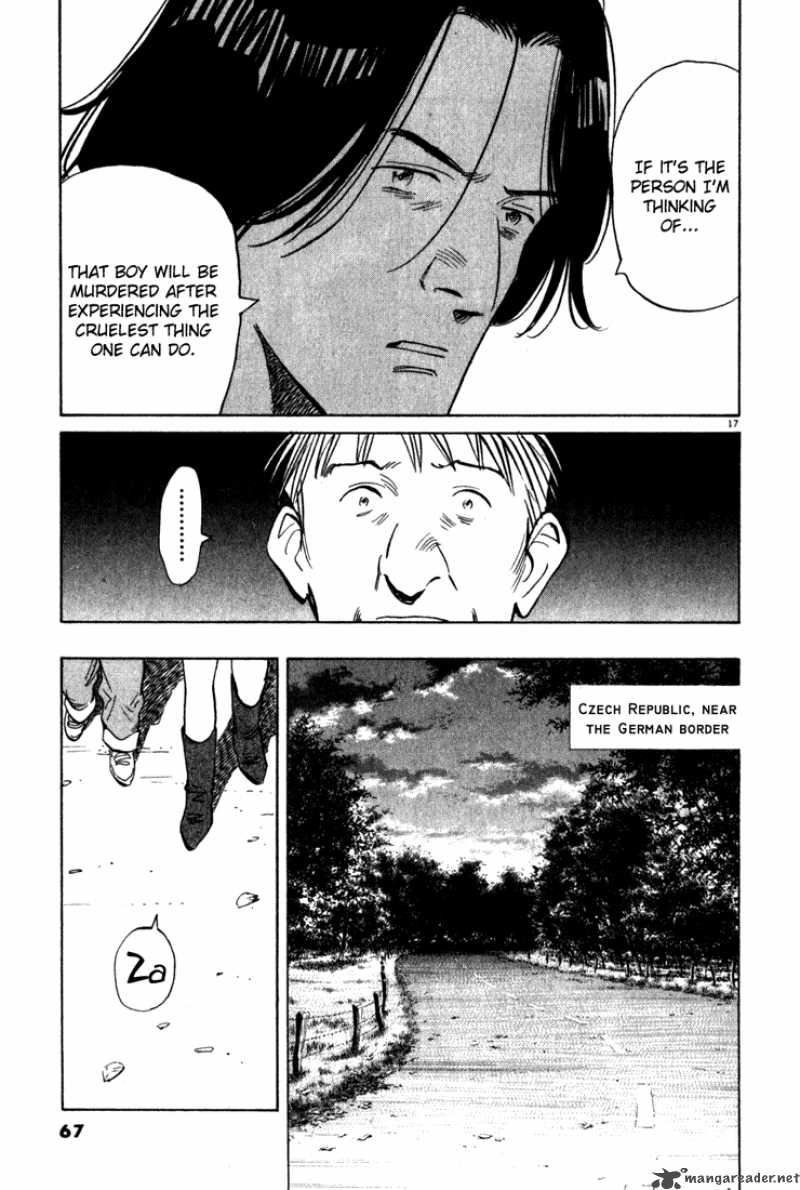 IF IT'S THE
PERSON I'M
THINKING
OF...
THAT BOY WILL BE
MURDERED AFTER
EXPERIENCING THE
CRUELEST THING
ONE CAN DO.
17
.........
CZECH REPUBLIC, NEAR
THE GERMAN BORDER
2a
67
mangareader.net